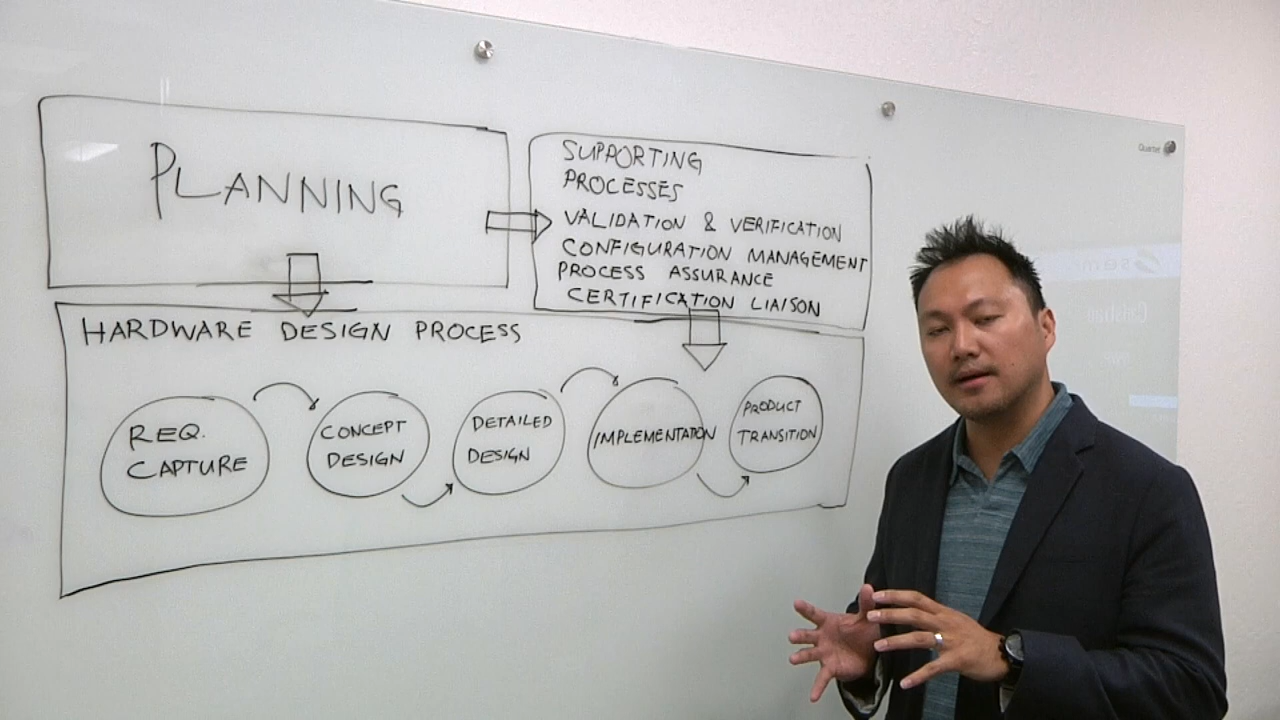 PLANNING
SUPPORTING
PROCESSES
VALIDATION & VERIFICATION
CONFIGURATION MANAGEMENT
PROCESS ASSURANCE
CERTIFICATION LIAISON
HARDWARE DESIGN PROCESS
REQ.
CAPTURE
CONCEPT
DESIGN
DETAILED
DESIGN
IMPLEMENTATION
PRODUCT
TRANSITION
Quartet